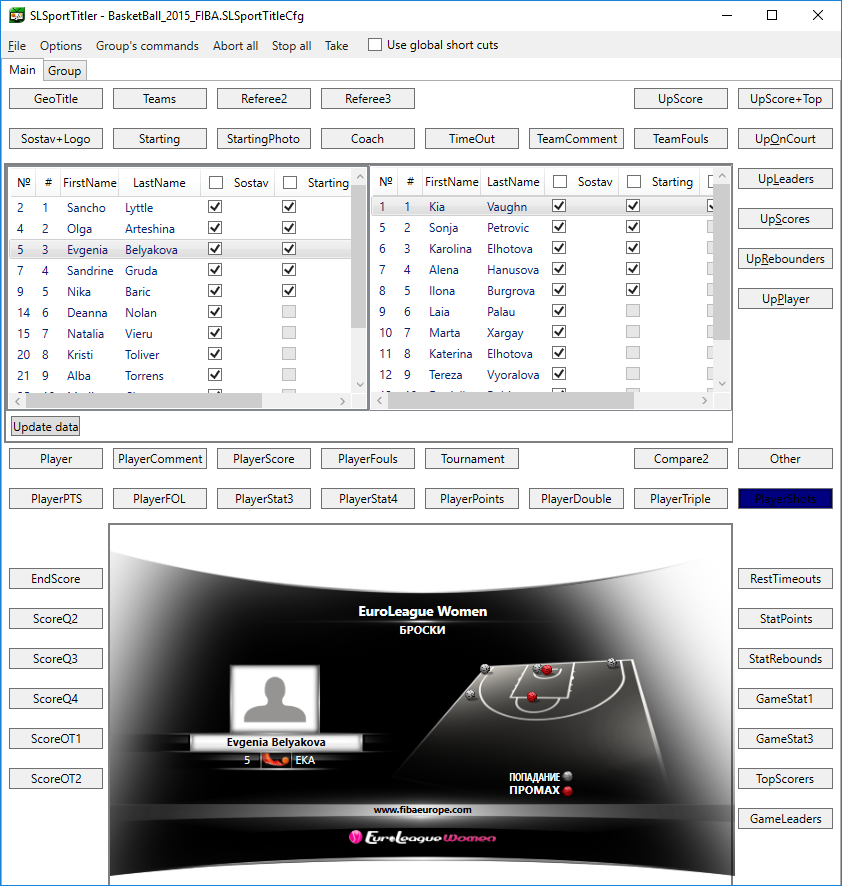 SLSportTitler - BasketBall_2015_FIBA.SLSportTitleCfg
File Options Group's commands Abort all Stop all Take Use global short cuts
Main Group
GeoTitle Teams Referee2 Referee3 UpScore UpScore+Top
Sostav+Logo Starting StartingPhoto Coach TimeOut TeamComment TeamFouls UpOnCourt
Nº # FirstName LastName Sostav Starting
2 1 Sancho Lyttle
4 2 Olga Arteshina
5 3 Evgenia Belyakova
7 4 Sandrine Gruda
9 5 Nika Baric
14 6 Deanna Nolan
15 7 Natalia Vieru
20 8 Kristi Toliver
21 9 Alba Torrens
Nº # FirstName LastName Sostav Starting
1 1 Kia Vaughn
5 2 Sonja Petrovic
6 3 Karolina Elhotova
7 4 Alena Hanusova
8 5 Ilona Burgrova
9 6 Laia Palau
10 7 Marta Xargay
11 8 Katerina Elhotova
12 9 Tereza Vyoralova
UpLeaders
UpScores
UpRebounders
UpPlayer
Update data
Player PlayerComment PlayerScore PlayerFouls Tournament Compare2 Other
PlayerPTS PlayerFOL PlayerStat3 PlayerStat4 PlayerPoints PlayerDouble PlayerTriple PlayerShots
EndScore
ScoreQ2
ScoreQ3
ScoreQ4
ScoreOT1
ScoreOT2
EuroLeague Women
БРОСКИ
Evgenia Belyakova
5 EKA
ПОПАДАНИЕ
ПРОМАХ
www.fibaeurope.com
EuroLeague Women
RestTimeouts
StatPoints
StatRebounds
GameStat1
GameStat3
TopScorers
GameLeaders